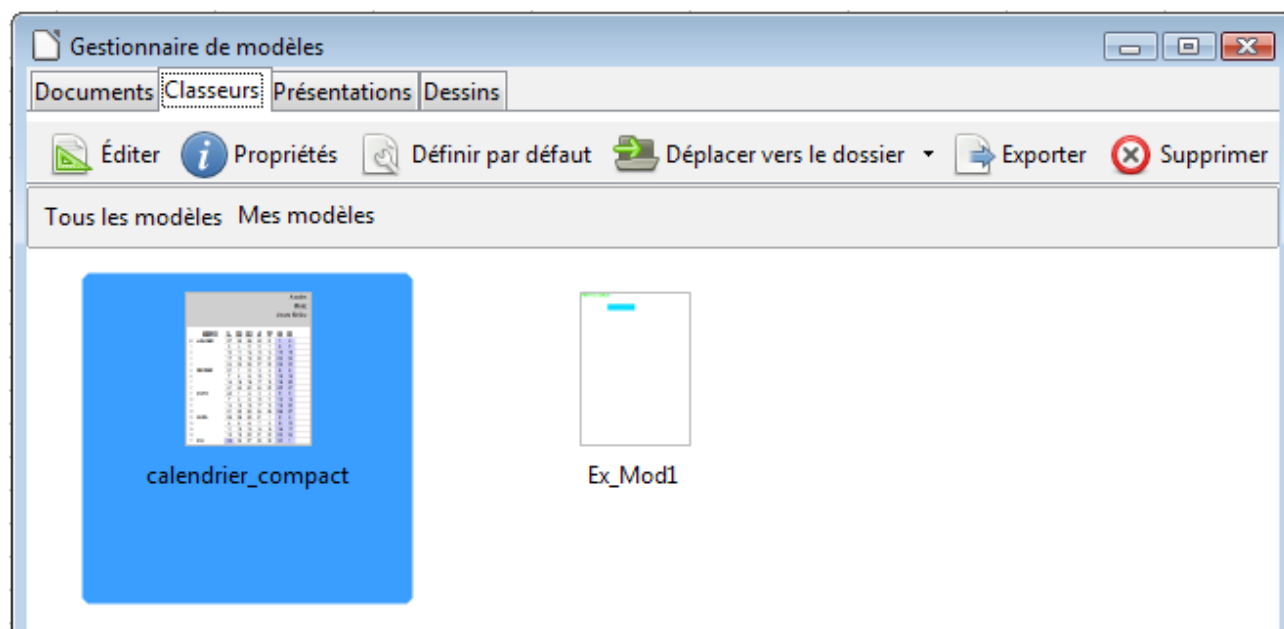 Gestionnaire de modèles
Documents Classeurs Présentations Dessins
Éditer Propriétés Définir par défaut Déplacer vers le dossier Exporter Supprimer
Tous les modèles Mes modèles
calendrier_compact Ex_Mod1